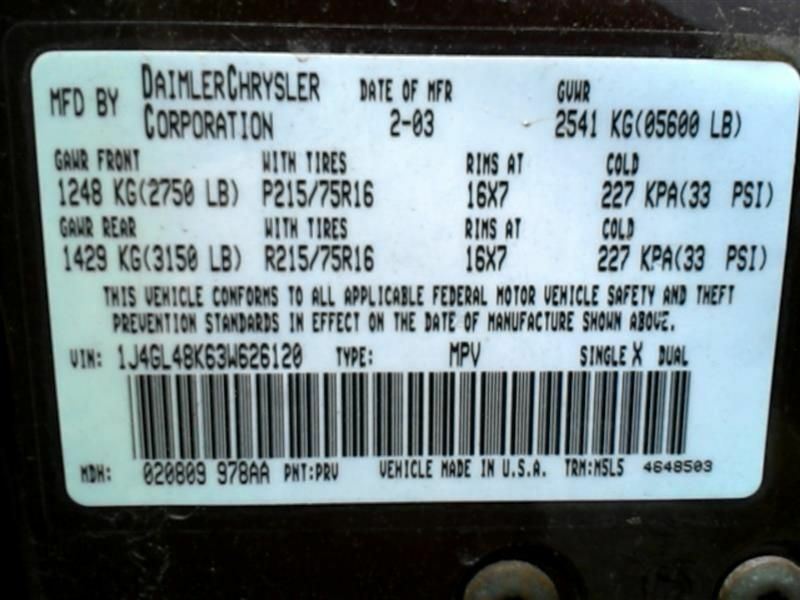 MFD BY DAIMLERCHRYSLER CORPORATION DATE OF MFR 2-03 GVWR 2541 KG(05600 LB)
GAWR FRONT WITH TIRES RIMS AT COLD
1248 KG(2750 LB) P215/75R16 16X7 227 KPA(33 PSI)
GAWR REAR WITH TIRES RIMS AT COLD
1429 KG(3150 LB) R215/75R16 16X7 227 KPA(33 PSI)
THIS VEHICLE CONFORMS TO ALL APPLICABLE FEDERAL MOTOR VEHICLE SAFETY AND THEFT
PREVENTION STANDARDS IN EFFECT ON THE DATE OF MANUFACTURE SHOWN ABOVE.
VIN: 1J4GL48K63W626120 TYPE: MPV SINGLE X DUAL
MDH: 020809 978AA PNT:PRV VEHICLE MADE IN U.S.A. TRM:M5L5 4648503